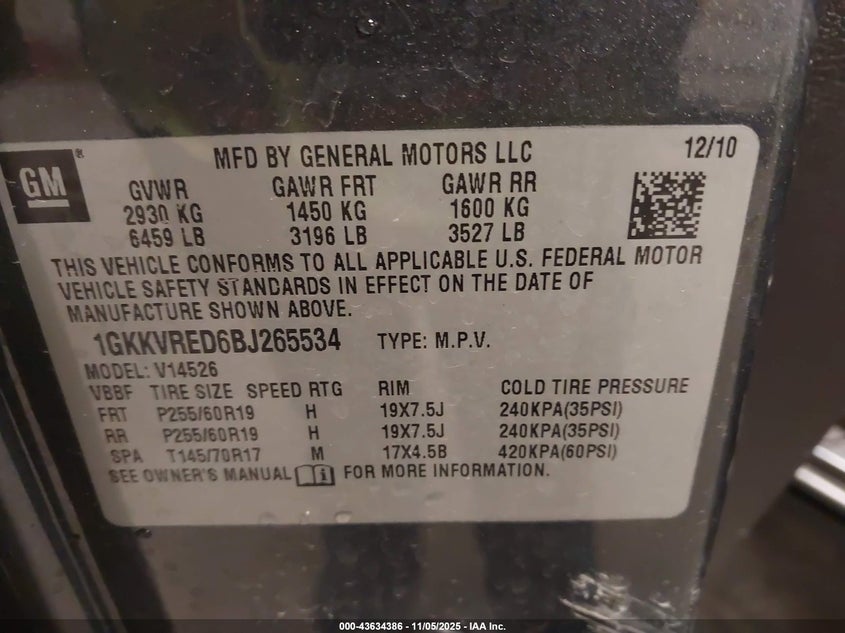 GM ®
MFD BY GENERAL MOTORS LLC 12/10
GVWR GAWR FRT GAWR RR
2930 KG 1450 KG 1600 KG
6459 LB 3196 LB 3527 LB
THIS VEHICLE CONFORMS TO ALL APPLICABLE U.S. FEDERAL MOTOR
VEHICLE SAFETY STANDARDS IN EFFECT ON THE DATE OF
MANUFACTURE SHOWN ABOVE.
1GKKVRED6BJ265534 TYPE: M.P.V.
MODEL: V14526
VBBF TIRE SIZE SPEED RTG RIM COLD TIRE PRESSURE
FRT P255/60R19 H 19X7.5J 240KPA(35PSI)
RR P255/60R19 H 19X7.5J 240KPA(35PSI)
SPA T145/70R17 M 17X4.5B 420KPA(60PSI)
SEE OWNER'S MANUAL FOR MORE INFORMATION.
000-43634386 - 11/05/2025 - IAA Inc.